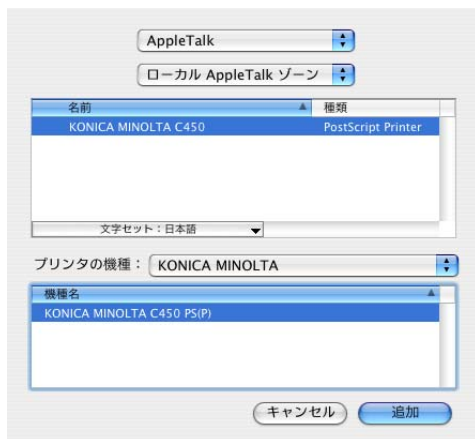 AppleTalk
ローカル AppleTalk ゾーン
名前 種類
KONICA MINOLTA C450 PostScript Printer
文字セット：日本語
プリンタの機種： KONICA MINOLTA
機種名
KONICA MINOLTA C450 PS(P)
キャンセル 追加